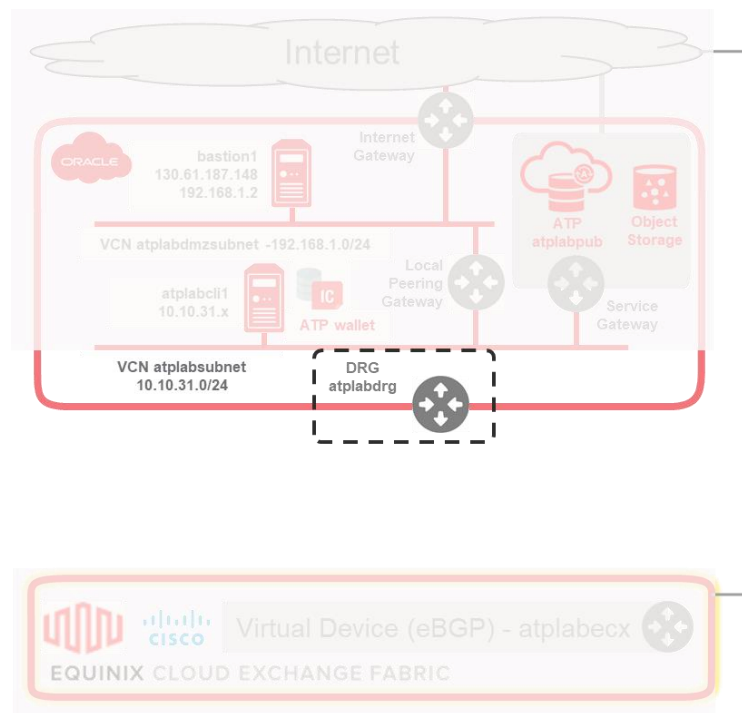 Internet
Internet
Gateway
ORACLE
bastion1
130.61.187.148
192.168.1.2
ATP
atplabpub
Object
Storage
VCN atplabdmzsubnet -192.168.1.0/24
Local
Peering
Gateway
atplabcli1
10.10.31.x
IC
ATP wallet
Service
Gateway
VCN atplabsubnet
10.10.31.0/24
DRG
atplabdrg
CISCO
Virtual Device (eBGP) - atplabecx
EQUINIX CLOUD EXCHANGE FABRIC